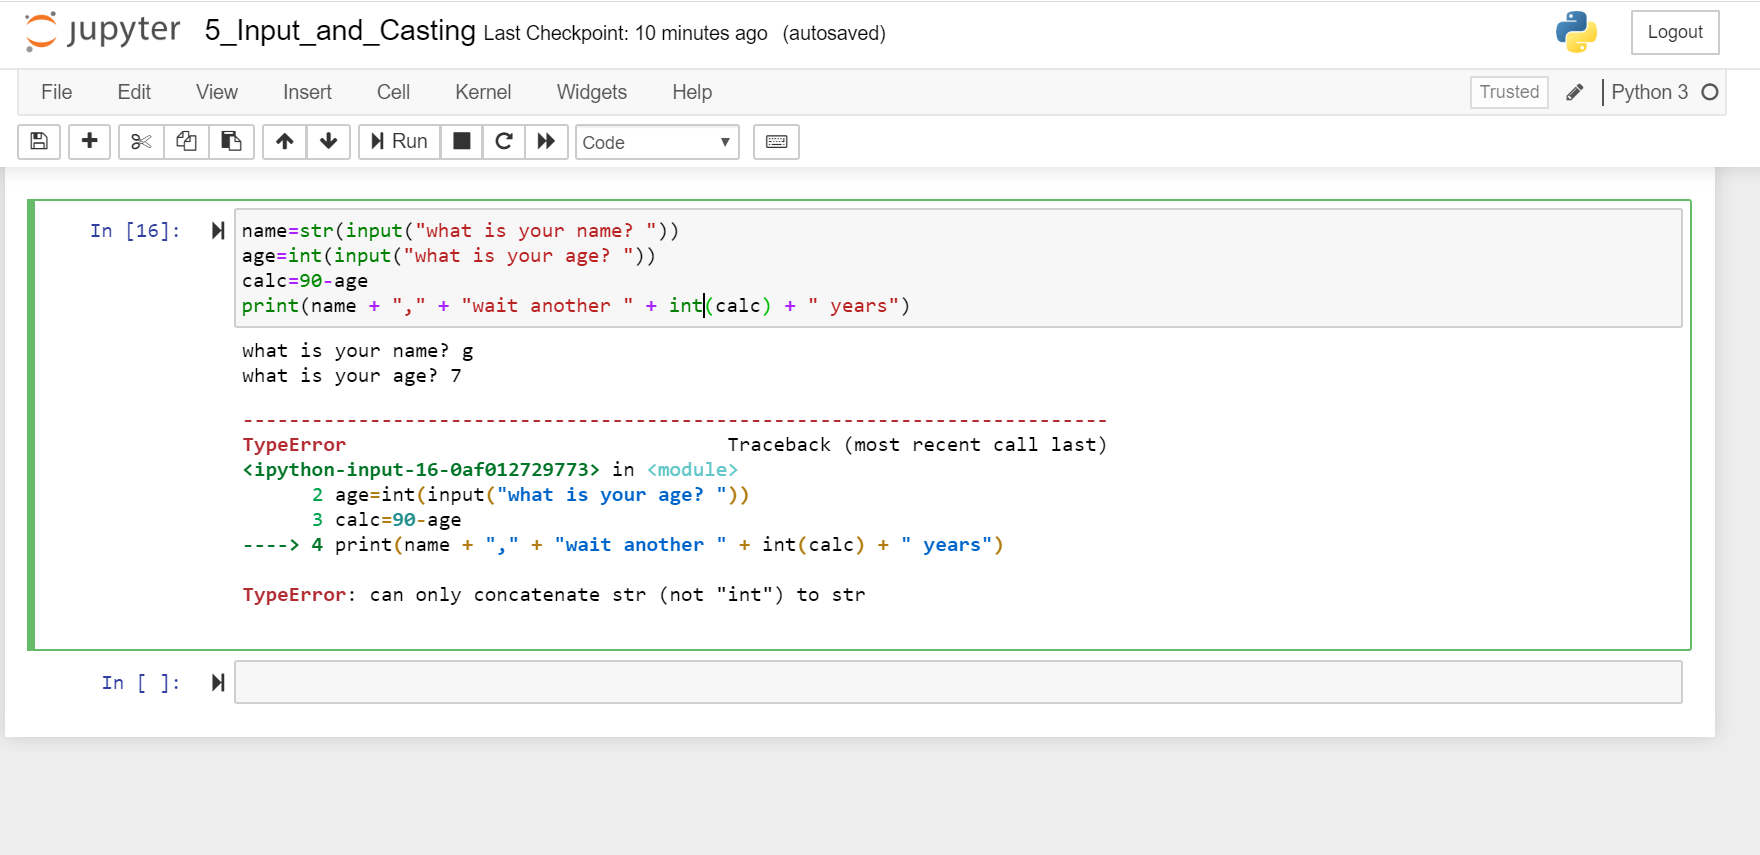 jupyter 5_Input_and_Casting Last Checkpoint: 10 minutes ago (autosaved) Logout
File Edit View Insert Cell Kernel Widgets Help Trusted Python 3
Run Code
In [16]: name=str(input("what is your name? "))
age=int(input("what is your age? "))
calc=90-age
print(name + "," + "wait another " + int(calc) + " years")
what is your name? g
what is your age? 7
---------------------------------------------------------------------------
TypeError Traceback (most recent call last)
<ipython-input-16-0af012729773> in <module>
2 age=int(input("what is your age? "))
3 calc=90-age
----> 4 print(name + "," + "wait another " + int(calc) + " years")
TypeError: can only concatenate str (not "int") to str
In [ ]: